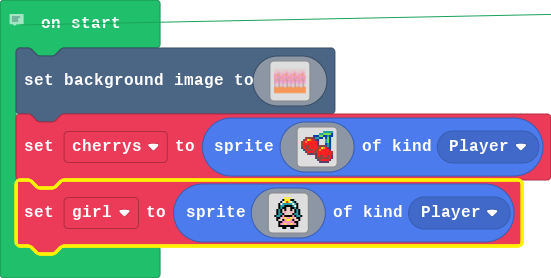 on start
set background image to
set cherrys to sprite of kind Player
set girl to sprite of kind Player